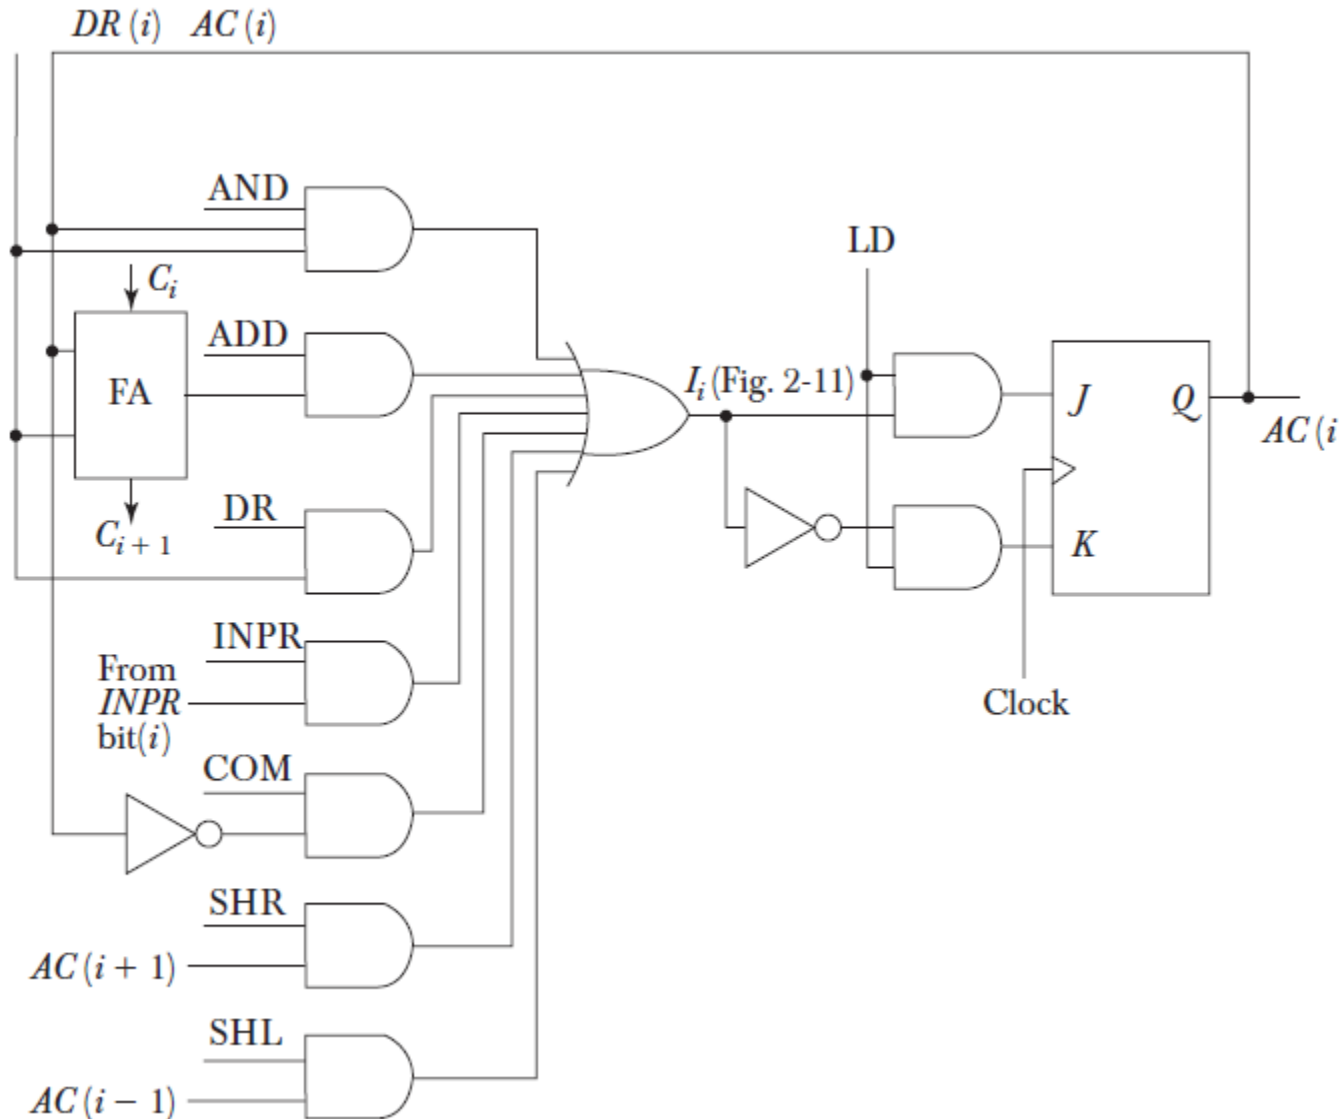 DR (i) AC (i)
AND
C_i
LD
ADD
I_i (Fig. 2-11)
FA
J
Q
AC (i
DR
C_{i + 1}
K
INPR
From
INPR
bit(i)
Clock
COM
SHR
AC (i + 1)
SHL
AC (i − 1)